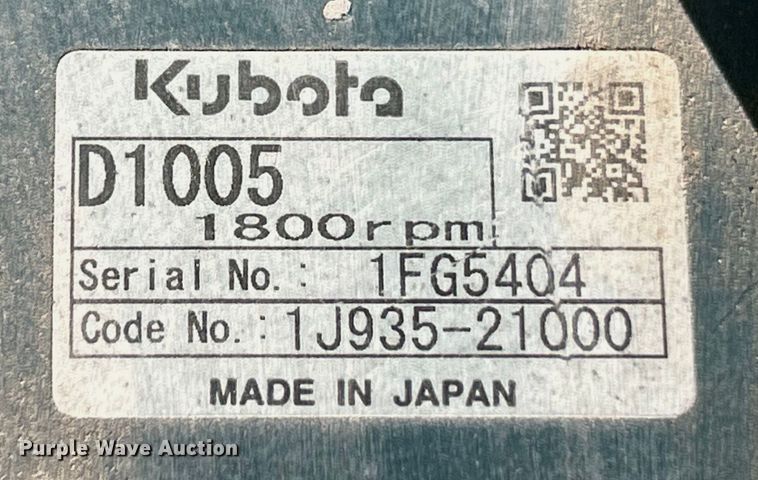 Kubota
D1005
1800rpm
Serial No.: 1FG5404
Code No.: 1J935-21000
MADE IN JAPAN
Purple Wave Auction